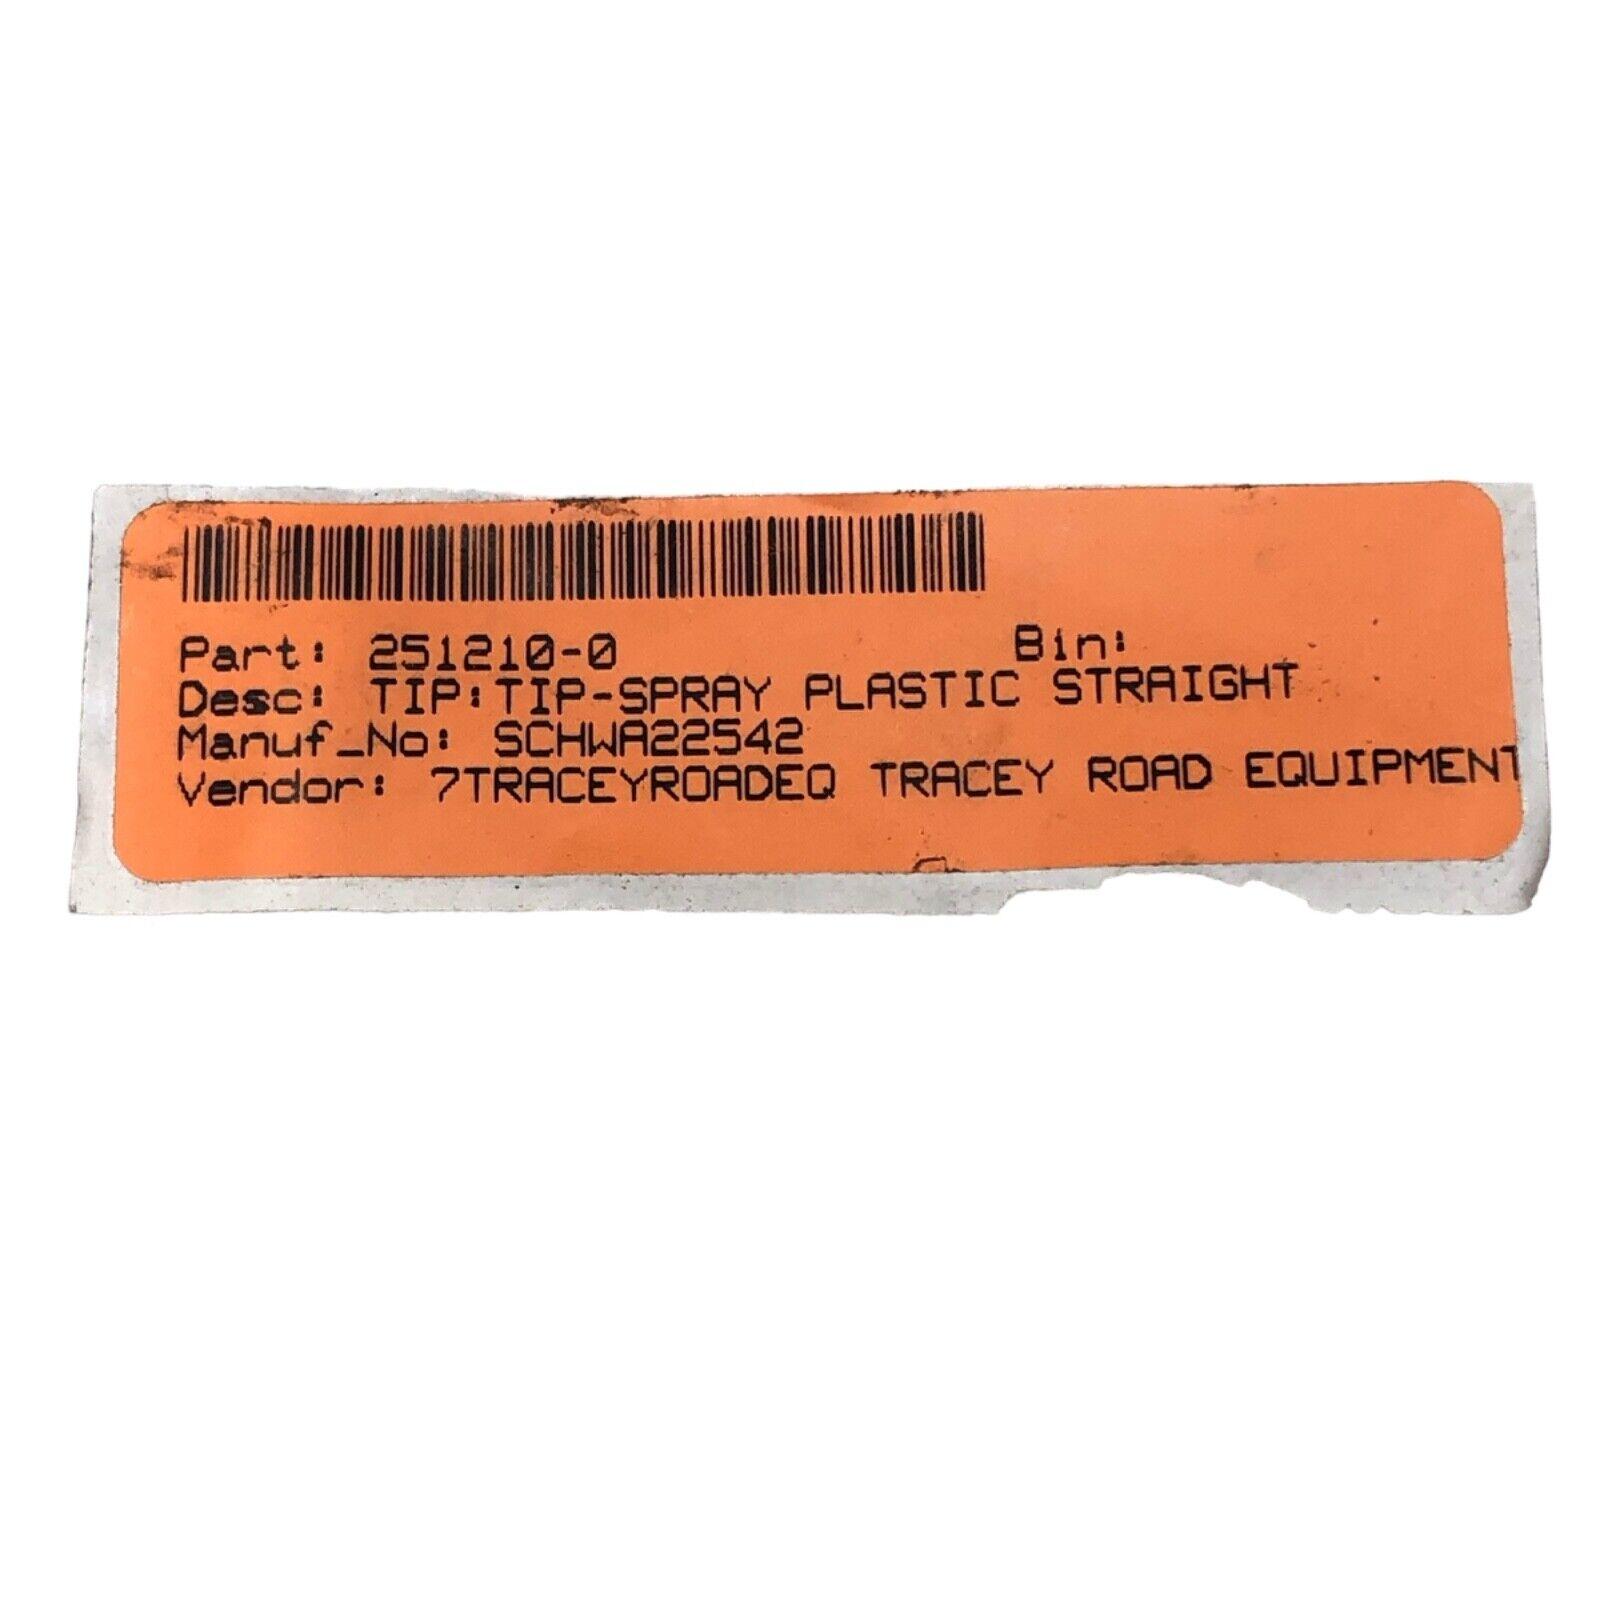 Part: 251210-0 Bin:
Desc: TIP:TIP-SPRAY PLASTIC STRAIGHT
Manuf_No: SCHWA22542
Vendor: 7TRACEYROADEQ TRACEY ROAD EQUIPMENT